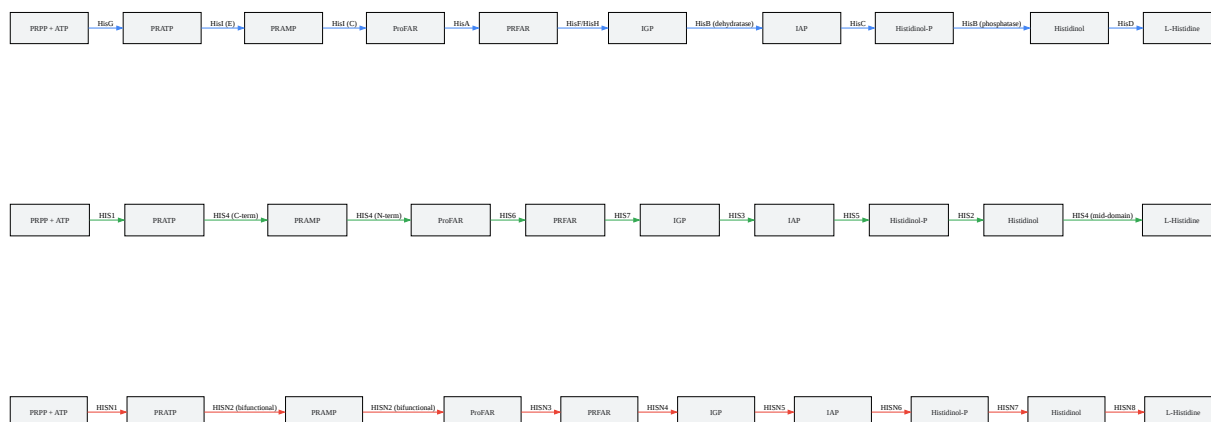 PRPP + ATP HisG PRATP HisI (E) PRAMP HisI (C) ProFAR HisA PRFAR HisF/HisH IGP HisB (dehydratase) IAP HisC Histidinol-P HisB (phosphatase) Histidinol HisD L-Histidine
PRPP + ATP HIS1 PRATP HIS4 (C-term) PRAMP HIS4 (N-term) ProFAR HIS6 PRFAR HIS7 IGP HIS3 IAP HIS5 Histidinol-P HIS2 Histidinol HIS4 (mid-domain) L-Histidine
PRPP + ATP HISN1 PRATP HISN2 (bifunctional) PRAMP HISN2 (bifunctional) ProFAR HISN3 PRFAR HISN4 IGP HISN5 IAP HISN6 Histidinol-P HISN7 Histidinol HISN8 L-Histidine